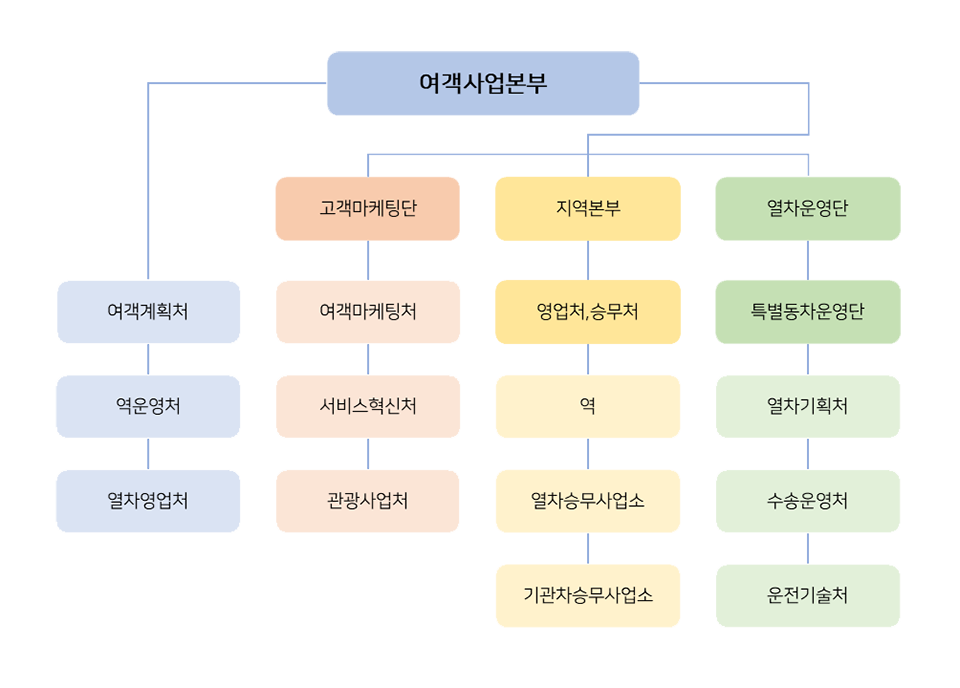 여객사업본부
고객마케팅단
지역본부
열차운영단
여객계획처
여객마케팅처
영업처,승무처
특별동차운영단
역운영처
서비스혁신처
역
열차기획처
열차영업처
관광사업처
열차승무사업소
수송운영처
기관차승무사업소
운전기술처